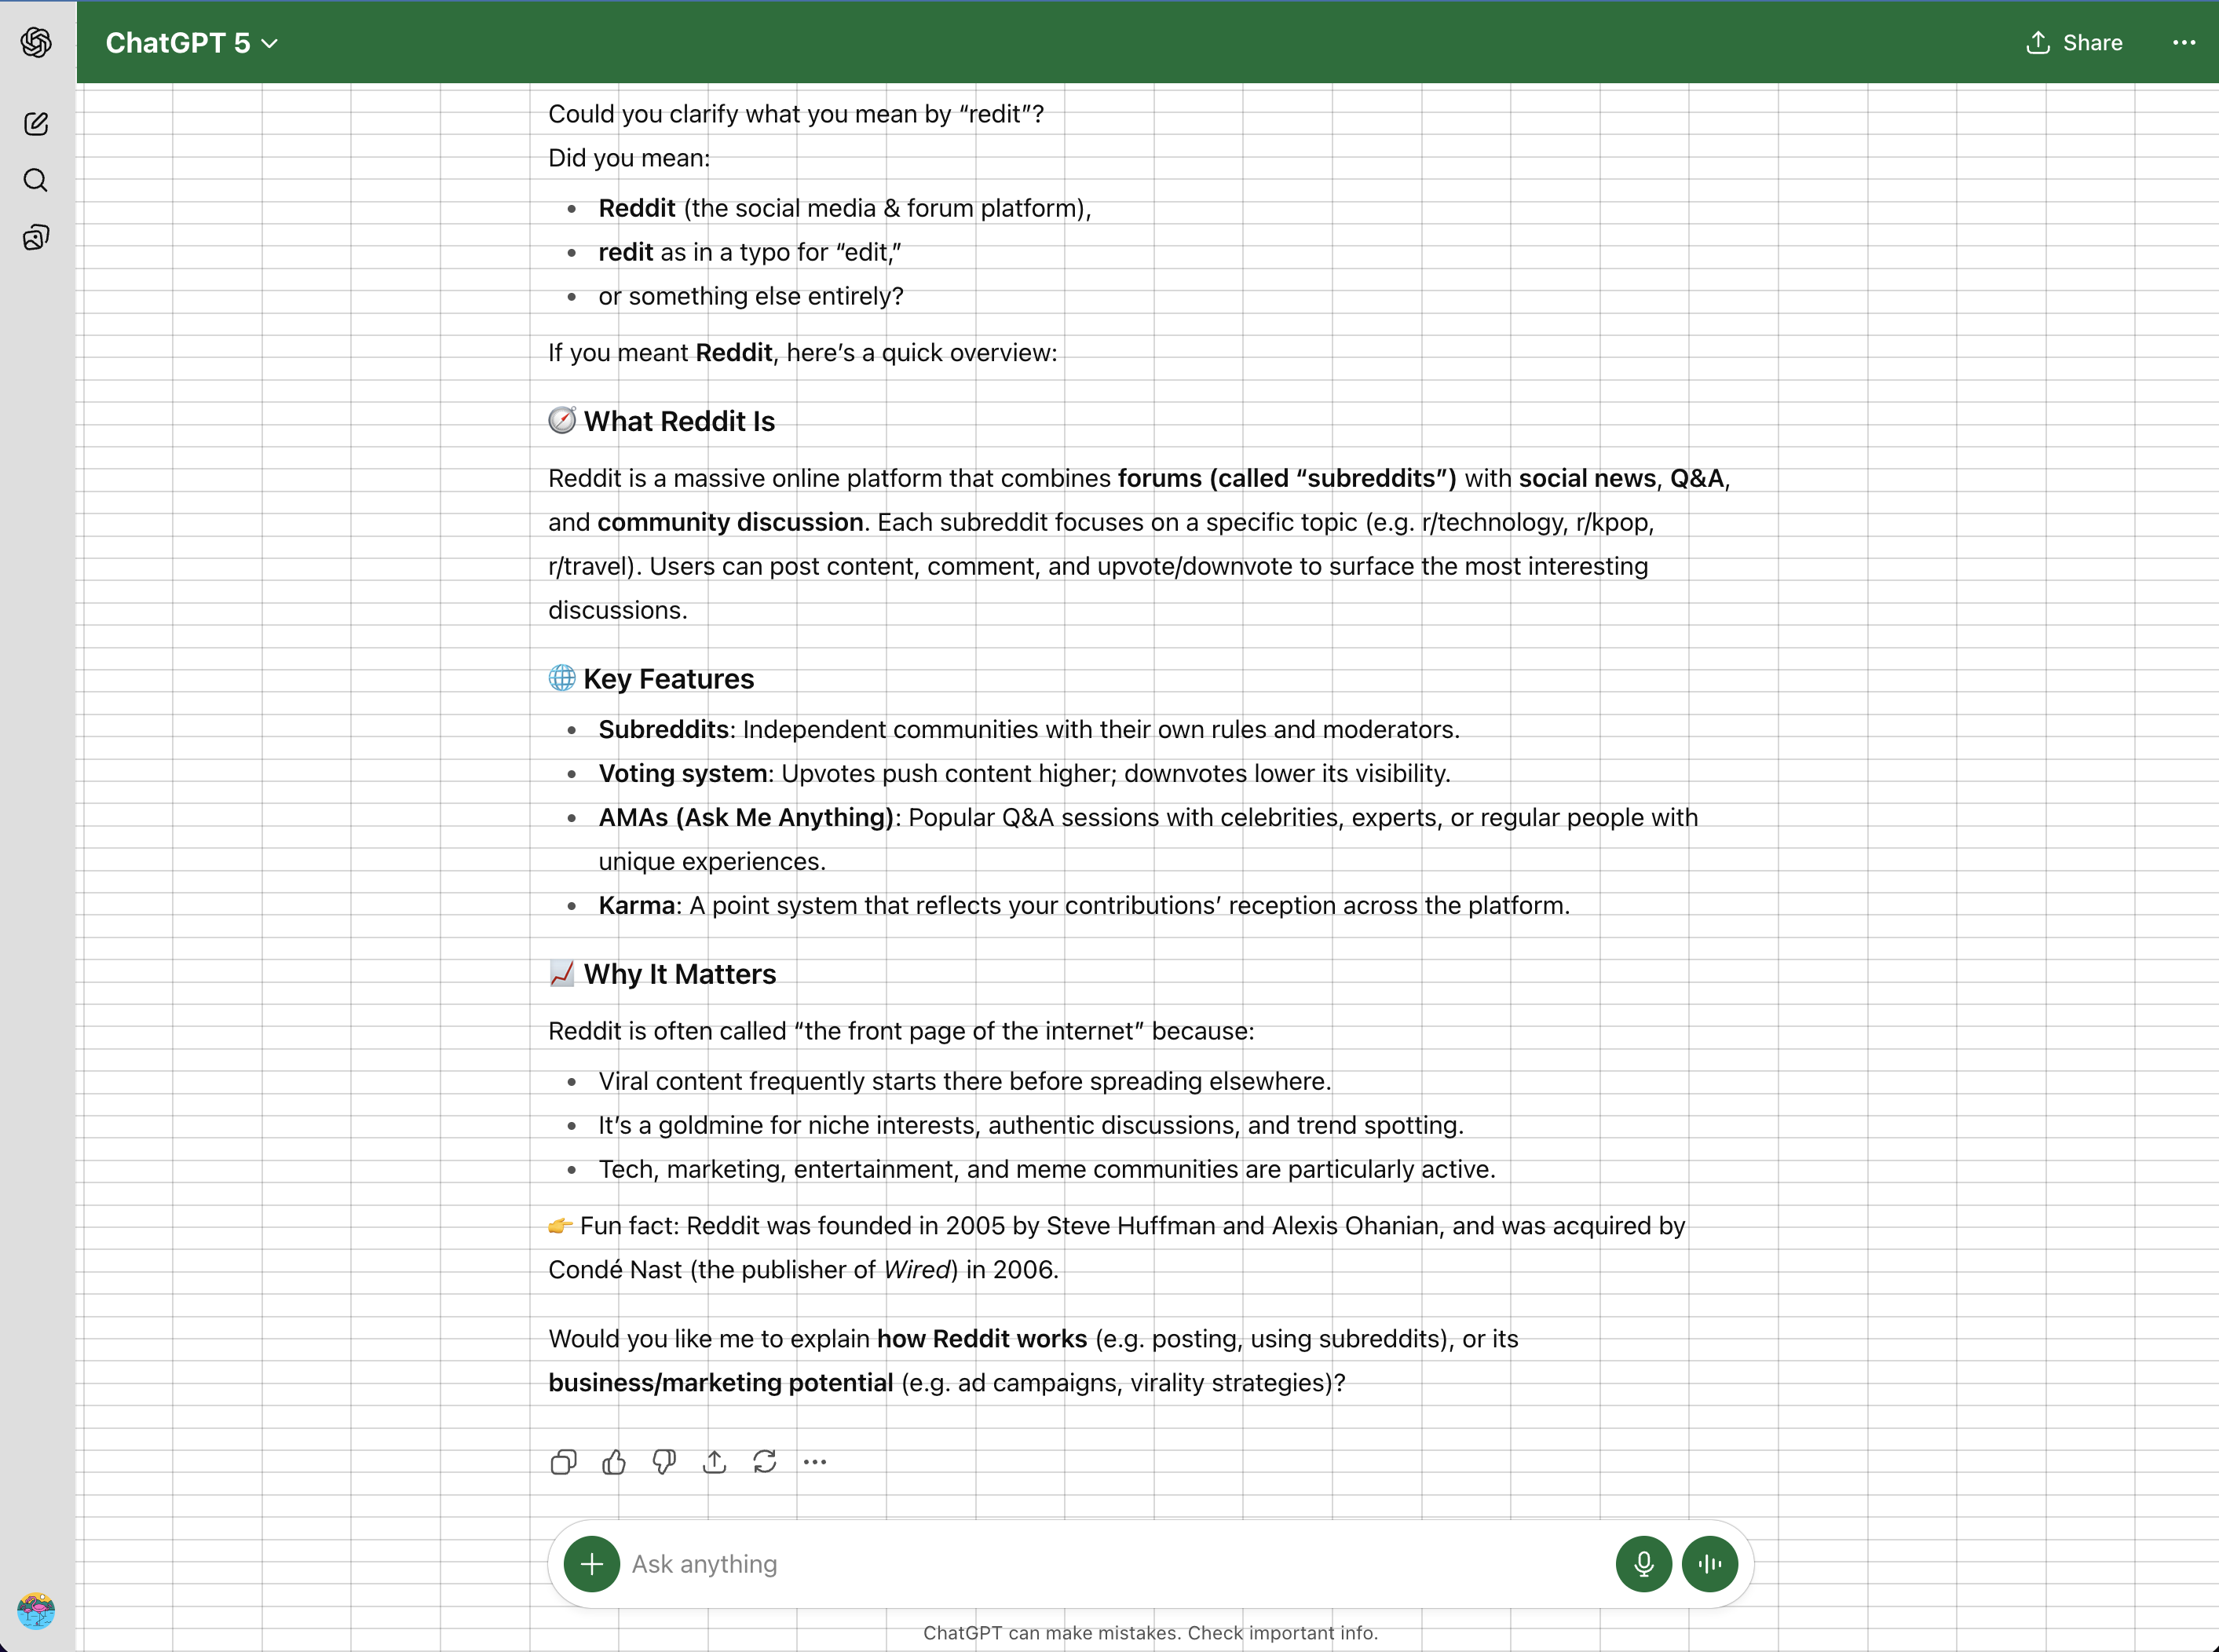 ChatGPT 5
Share
Could you clarify what you mean by “redit”?
Did you mean:
• Reddit (the social media & forum platform),
• redit as in a typo for “edit,”
• or something else entirely?
If you meant Reddit, here’s a quick overview:
🧭 What Reddit Is
Reddit is a massive online platform that combines forums (called “subreddits”) with social news, Q&A,
and community discussion. Each subreddit focuses on a specific topic (e.g. r/technology, r/kpop,
r/travel). Users can post content, comment, and upvote/downvote to surface the most interesting
discussions.
🌐 Key Features
• Subreddits: Independent communities with their own rules and moderators.
• Voting system: Upvotes push content higher; downvotes lower its visibility.
• AMAs (Ask Me Anything): Popular Q&A sessions with celebrities, experts, or regular people with
unique experiences.
• Karma: A point system that reflects your contributions’ reception across the platform.
📈 Why It Matters
Reddit is often called “the front page of the internet” because:
• Viral content frequently starts there before spreading elsewhere.
• It’s a goldmine for niche interests, authentic discussions, and trend spotting.
• Tech, marketing, entertainment, and meme communities are particularly active.
👉 Fun fact: Reddit was founded in 2005 by Steve Huffman and Alexis Ohanian, and was acquired by
Condé Nast (the publisher of Wired) in 2006.
Would you like me to explain how Reddit works (e.g. posting, using subreddits), or its
business/marketing potential (e.g. ad campaigns, virality strategies)?
Ask anything
ChatGPT can make mistakes. Check important info.